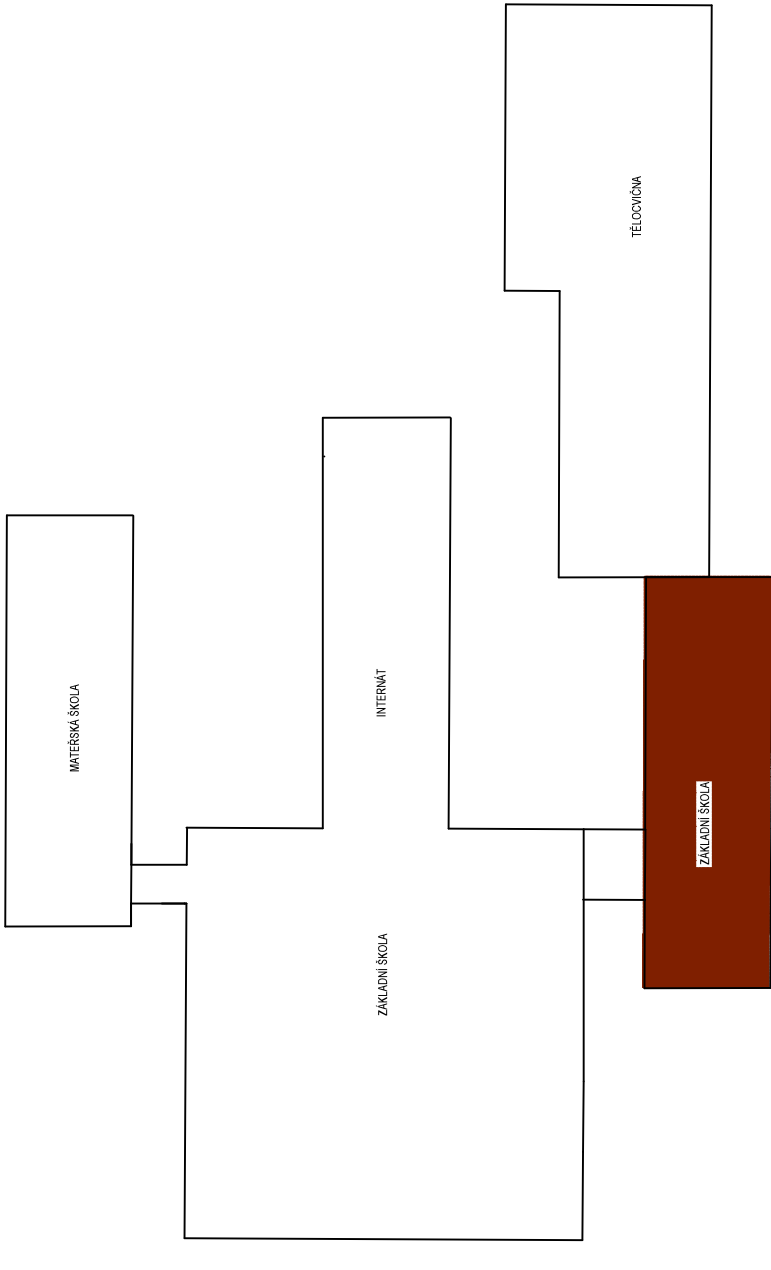 MATEŘSKÁ ŠKOLA
INTERNÁT
ZÁKLADNÍ ŠKOLA
TĚLOCVIČNA
ZÁKLADNÍ ŠKOLA